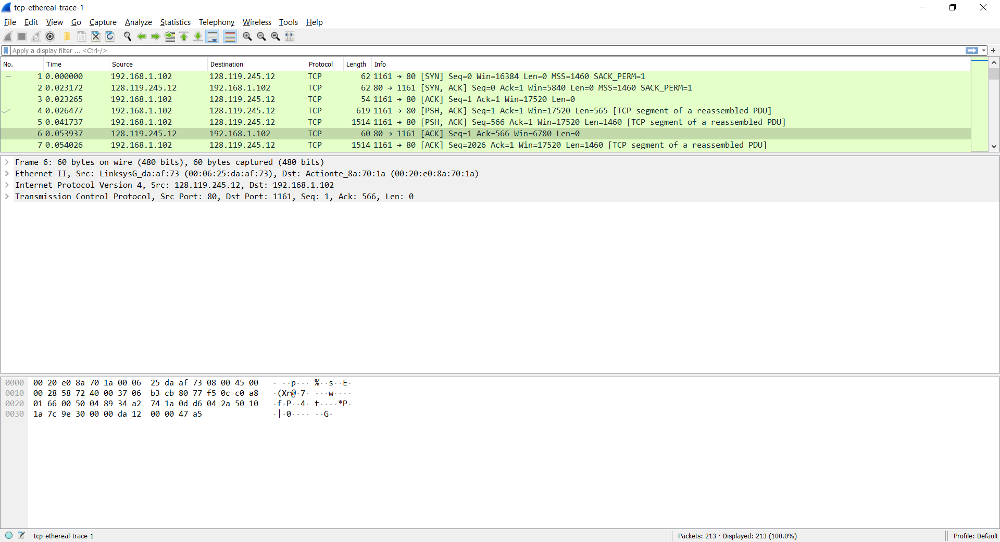 tcp-ethereal-trace-1
File Edit View Go Capture Analyze Statistics Telephony Wireless Tools Help
Apply a display filter ... <Ctrl-/>
No. Time Source Destination Protocol Length Info
1 0.000000 192.168.1.102 128.119.245.12 TCP 62 1161 → 80 [SYN] Seq=0 Win=16384 Len=0 MSS=1460 SACK_PERM=1
2 0.023172 128.119.245.12 192.168.1.102 TCP 62 80 → 1161 [SYN, ACK] Seq=0 Ack=1 Win=5840 Len=0 MSS=1460 SACK_PERM=1
3 0.023265 192.168.1.102 128.119.245.12 TCP 54 1161 → 80 [ACK] Seq=1 Ack=1 Win=17520 Len=0
4 0.026477 192.168.1.102 128.119.245.12 TCP 619 1161 → 80 [PSH, ACK] Seq=1 Ack=1 Win=17520 Len=565 [TCP segment of a reassembled PDU]
5 0.041737 192.168.1.102 128.119.245.12 TCP 1514 1161 → 80 [PSH, ACK] Seq=566 Ack=1 Win=17520 Len=1460 [TCP segment of a reassembled PDU]
6 0.053937 128.119.245.12 192.168.1.102 TCP 60 80 → 1161 [ACK] Seq=1 Ack=566 Win=6780 Len=0
7 0.054026 192.168.1.102 128.119.245.12 TCP 1514 1161 → 80 [ACK] Seq=2026 Ack=1 Win=17520 Len=1460 [TCP segment of a reassembled PDU]
Frame 6: 60 bytes on wire (480 bits), 60 bytes captured (480 bits)
Ethernet II, Src: LinksysG_da:af:73 (00:06:25:da:af:73), Dst: Actionte_8a:70:1a (00:20:e0:8a:70:1a)
Internet Protocol Version 4, Src: 128.119.245.12, Dst: 192.168.1.102
Transmission Control Protocol, Src Port: 80, Dst Port: 1161, Seq: 1, Ack: 566, Len: 0
0000 00 20 e0 8a 70 1a 00 06 25 da af 73 08 00 45 00 · ··p··· %··s··E·
0010 00 28 58 72 40 00 37 06 b3 cb 80 77 f5 0c c0 a8 ·(Xr@·7· ···w····
0020 01 66 00 50 04 89 34 a2 74 1a 0d d6 04 2a 50 10 ·f·P··4· t····*P·
0030 1a 7c 9e 30 00 00 da 12 00 00 47 a5 ·|·0···· ··G·
tcp-ethereal-trace-1 Packets: 213 · Displayed: 213 (100.0%) Profile: Default